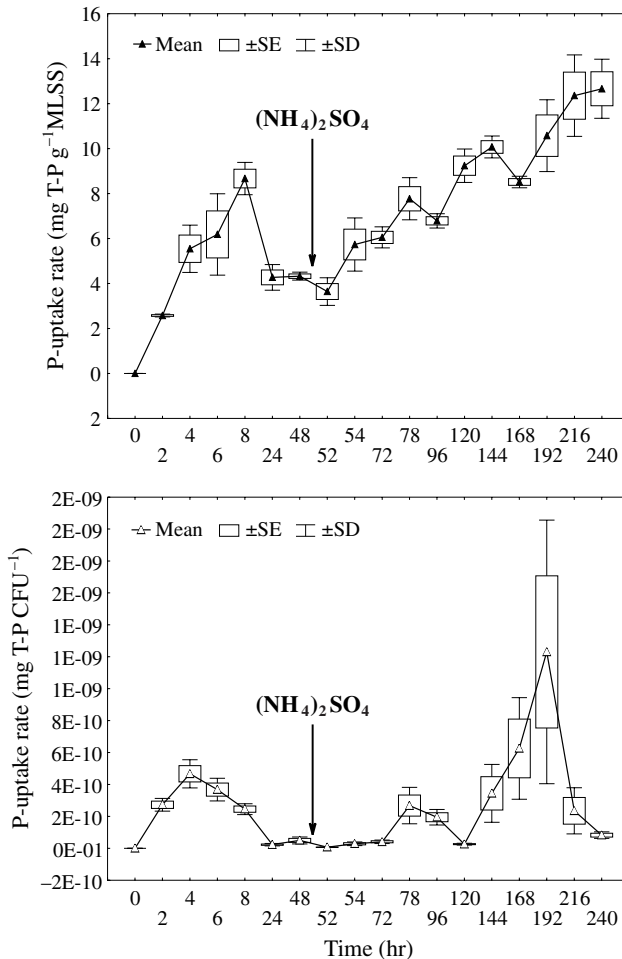 16
14
12
10
8
6
4
2
0
2
P-uptake rate (mg T-P g⁻¹MLSS)
Mean ±SE ±SD
(NH₄)₂SO₄
0 4 8 48 54 78 120 168 216
2 6 24 52 72 96 144 192 240
2E-09
2E-09
2E-09
2E-09
1E-09
1E-09
1E-09
8E-10
6E-10
4E-10
2E-10
0E-01
−2E-10
P-uptake rate (mg T-P CFU⁻¹)
Mean ±SE ±SD
(NH₄)₂SO₄
0 4 8 48 54 78 120 168 216
2 6 24 52 72 96 144 192 240
Time (hr)